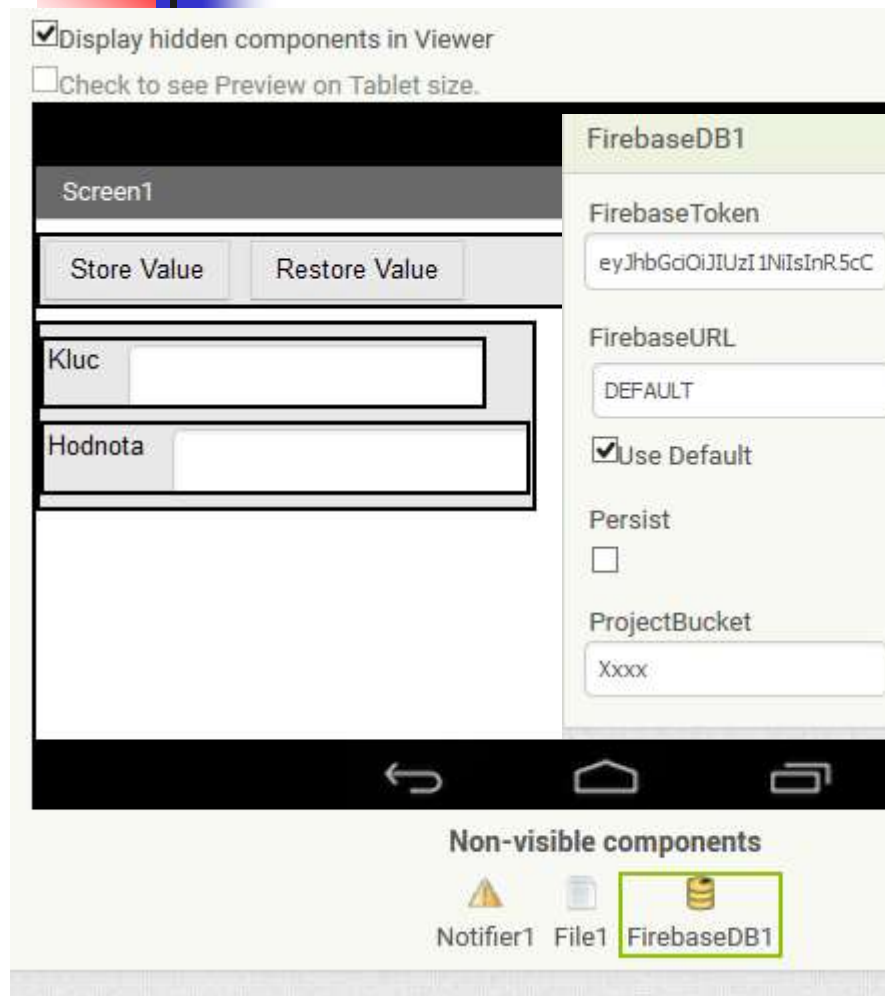 Display hidden components in Viewer
Check to see Preview on Tablet size.
Screen1
Store Value
Restore Value
Kluc
Hodnota
FirebaseDB1
FirebaseToken
eyJhbGciOiJIUzI1NiIsInR5cC
FirebaseURL
DEFAULT
Use Default
Persist
ProjectBucket
Xxxx
Non-visible components
Notifier1 File1 FirebaseDB1